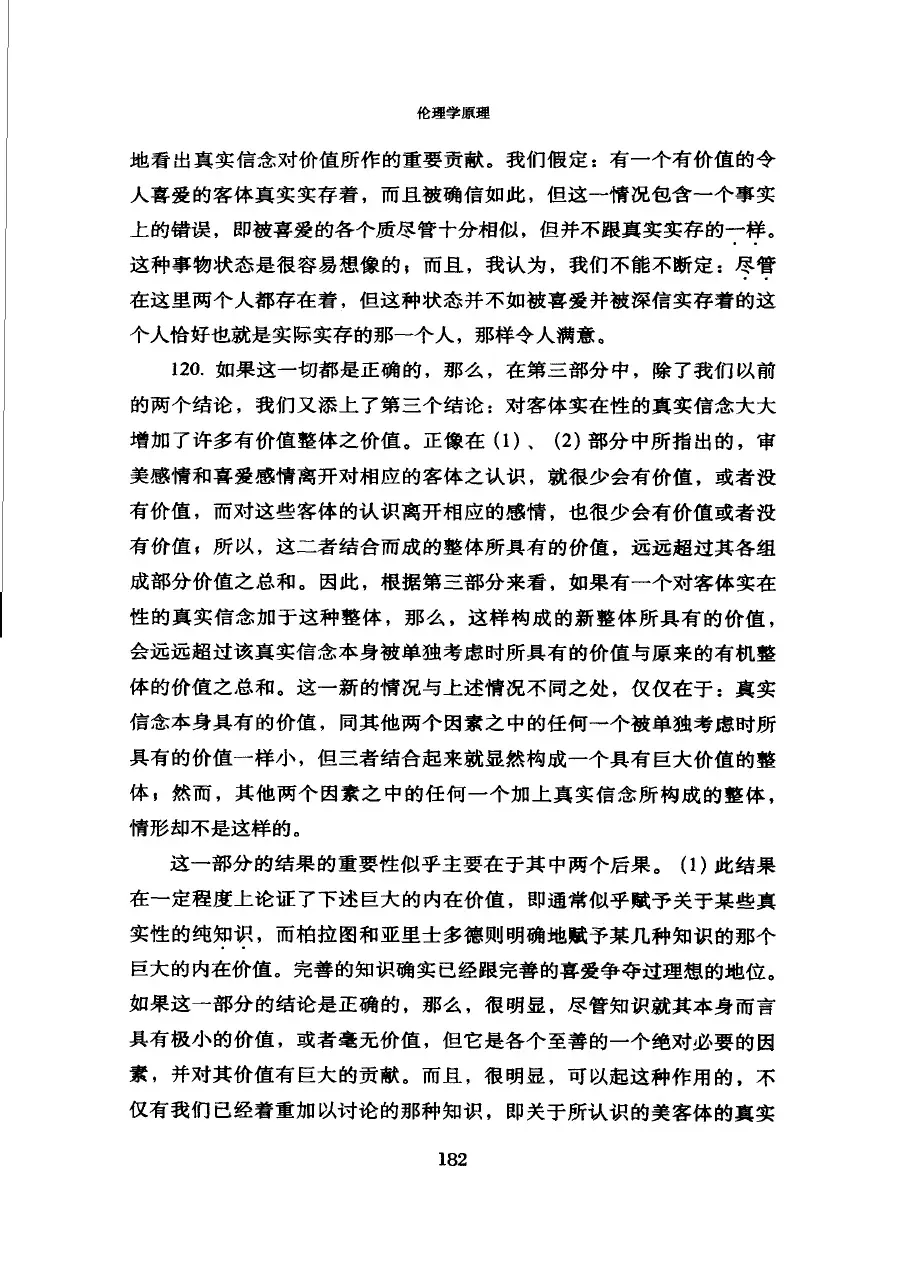 伦理学原理
地看出真实信念对价值所作的重要贡献。我们假定：有一个有价值的令
人喜爱的客体真实实存着，而且被确信如此，但这一情况包含一个事实
上的错误，即被喜爱的各个质尽管十分相似，但并不跟真实实存的一样。
这种事物状态是很容易想像的；而且，我认为，我们不能不断定：尽管
在这里两个人都存在着，但这种状态并不如被喜爱并被深信实存着的这
个人恰好也就是实际实存的那一个人，那样令人满意。
120. 如果这一切都是正确的，那么，在第三部分中，除了我们以前
的两个结论，我们又添上了第三个结论：对客体实在性的真实信念大大
增加了许多有价值整体之价值。正像在 (1) 、 (2) 部分中所指出的，审
美感情和喜爱感情离开对相应的客体之认识，就很少会有价值，或者没
有价值，而对这些客体的认识离开相应的感情，也很少会有价值或者没
有价值；所以，这二者结合而成的整体所具有的价值，远远超过其各组
成部分价值之总和。因此，根据第三部分来看，如果有一个对客体实在
性的真实信念加于这种整体，那么，这样构成的新整体所具有的价值，
会远远超过该真实信念本身被单独考虑时所具有的价值与原来的有机整
体的价值之总和。这一新的情况与上述情况不同之处，仅仅在于：真实
信念本身具有的价值，同其他两个因素之中的任何一个被单独考虑时所
具有的价值一样小，但三者结合起来就显然构成一个具有巨大价值的整
体；然而，其他两个因素之中的任何一个加上真实信念所构成的整体，
情形却不是这样的。
这一部分的结果的重要性似乎主要在于其中两个后果。 (1) 此结果
在一定程度上论证了下述巨大的内在价值，即通常似乎赋予关于某些真
实性的纯知识，而柏拉图和亚里士多德则明确地赋予某几种知识的那个
巨大的内在价值。完善的知识确实已经跟完善的喜爱争夺过理想的地位。
如果这一部分的结论是正确的，那么，很明显，尽管知识就其本身而言
具有极小的价值，或者毫无价值，但它是各个至善的一个绝对必要的因
素，并对其价值有巨大的贡献。而且，很明显，可以起这种作用的，不
仅有我们已经着重加以讨论的那种知识，即关于所认识的美客体的真实
182